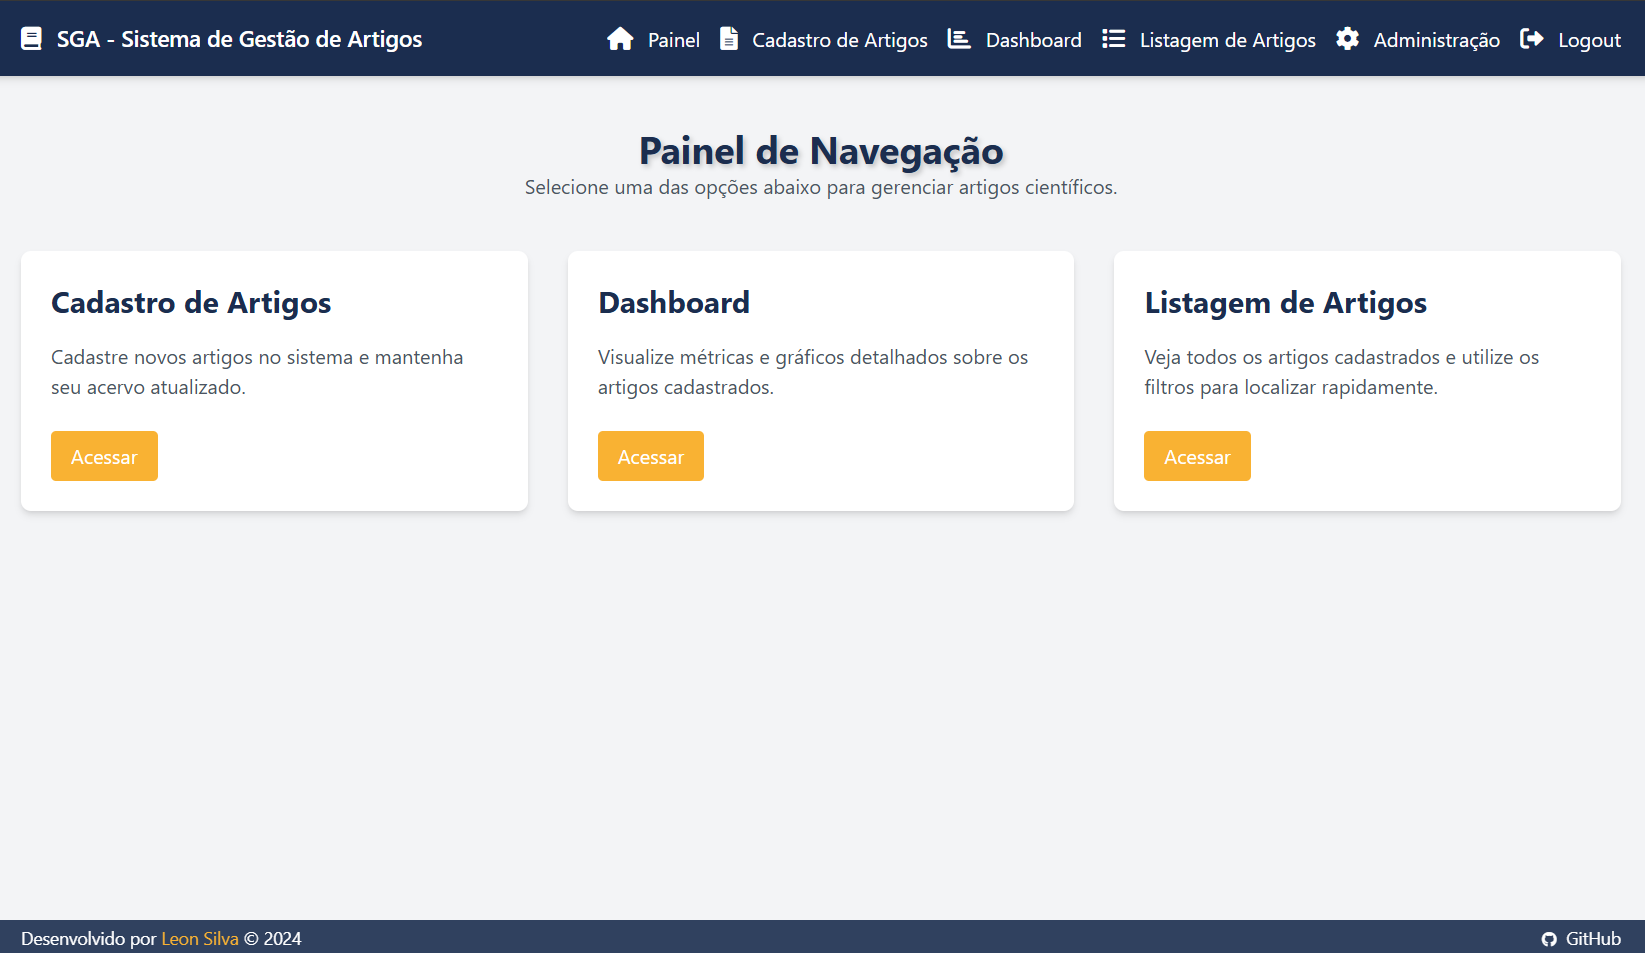 SGA - Sistema de Gestão de Artigos
Painel
Cadastro de Artigos
Dashboard
Listagem de Artigos
Administração
Logout
Painel de Navegação
Selecione uma das opções abaixo para gerenciar artigos científicos.
Cadastro de Artigos
Cadastre novos artigos no sistema e mantenha
seu acervo atualizado.
Acessar
Dashboard
Visualize métricas e gráficos detalhados sobre os
artigos cadastrados.
Acessar
Listagem de Artigos
Veja todos os artigos cadastrados e utilize os
filtros para localizar rapidamente.
Acessar
Desenvolvido por Leon Silva © 2024
GitHub